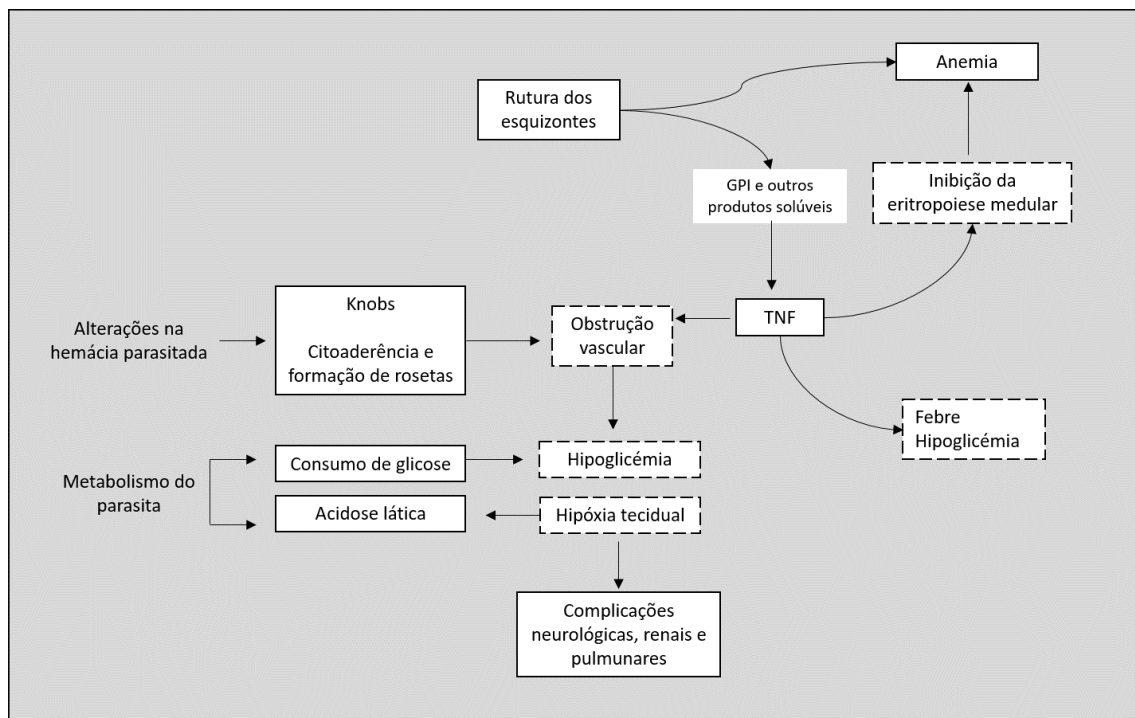 Anemia
Rutura dos
esquizontes
GPI e outros
produtos solúveis
Inibição da
eritropoiese medular
Alterações na
hemácia parasitada
Knobs
Citoaderência e
formação de rosetas
Obstrução
vascular
TNF
Febre
Hipoglicémia
Metabolismo do
parasita
Consumo de glicose
Hipoglicémia
Acidose lática
Hipóxia tecidual
Complicações
neurológicas, renais e
pulmunares